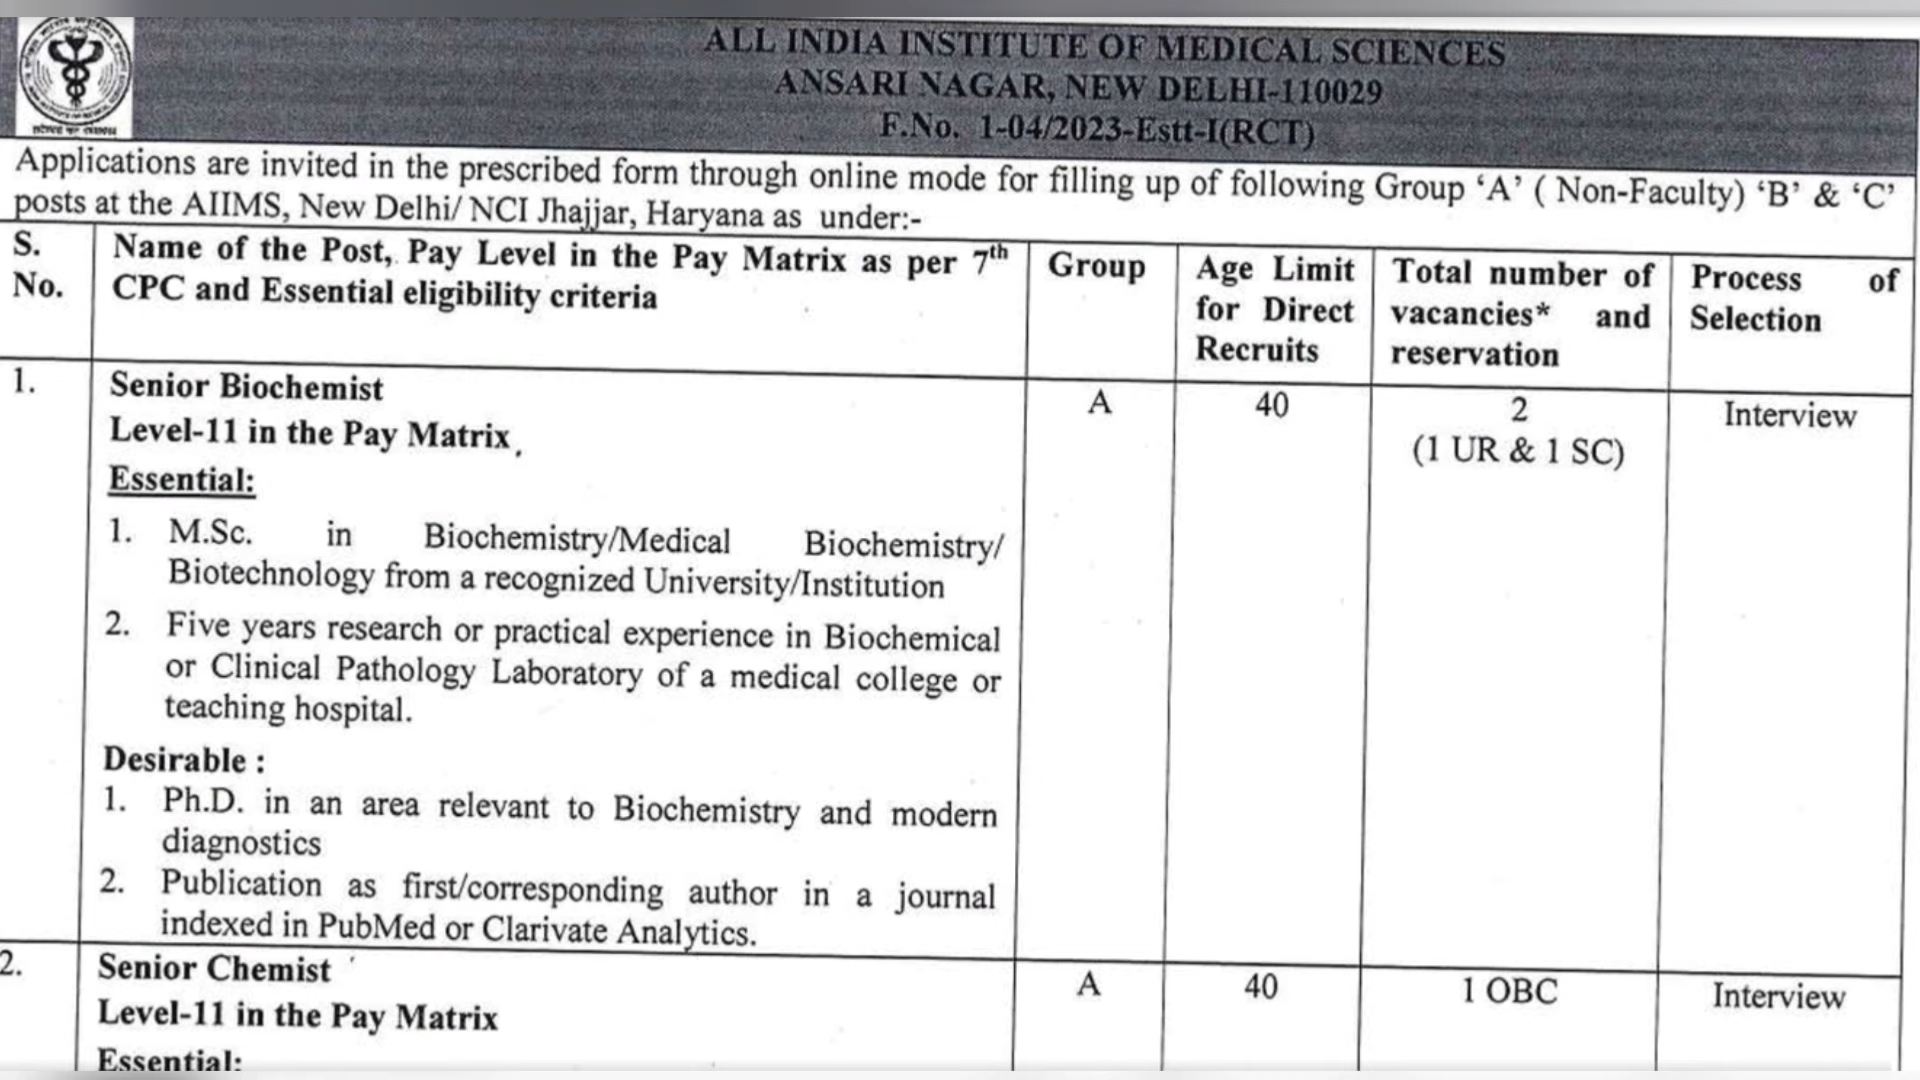 ALL INDIA INSTITUTE OF MEDICAL SCIENCES
ANSARI NAGAR, NEW DELHI-110029
F.No. 1-04/2023-Estt-I(RCT)
Applications are invited in the prescribed form through online mode for filling up of following Group ‘A’ ( Non-Faculty) ‘B’ & ‘C’
posts at the AIIMS, New Delhi/ NCI Jhajjar, Haryana as under:-
S.
No.
Name of the Post, Pay Level in the Pay Matrix as per 7th
CPC and Essential eligibility criteria
Group
Age Limit
for Direct
Recruits
Total number of
vacancies* and
reservation
Process of
Selection
1.
Senior Biochemist
Level-11 in the Pay Matrix
Essential:
1. M.Sc. in Biochemistry/Medical Biochemistry/
Biotechnology from a recognized University/Institution
2. Five years research or practical experience in Biochemical
or Clinical Pathology Laboratory of a medical college or
teaching hospital.
Desirable :
1. Ph.D. in an area relevant to Biochemistry and modern
diagnostics
2. Publication as first/corresponding author in a journal
indexed in PubMed or Clarivate Analytics.
A
40
2
(1 UR & 1 SC)
Interview
2.
Senior Chemist
Level-11 in the Pay Matrix
Essential:
A
40
1 OBC
Interview